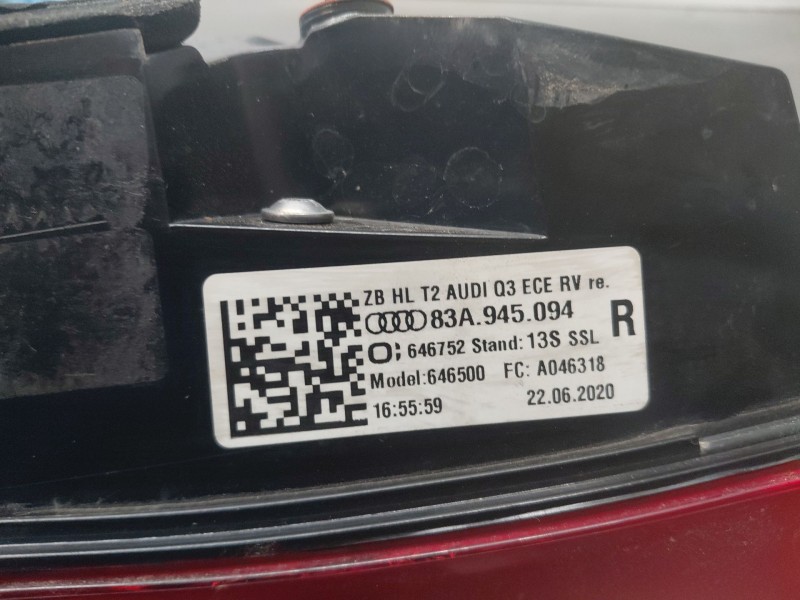 ZB HL T2 AUDI Q3 ECE RV re.
83A.945.094 R
646752 Stand: 13S SSL
Model:646500 FC: A046318
16:55:59 22.06.2020